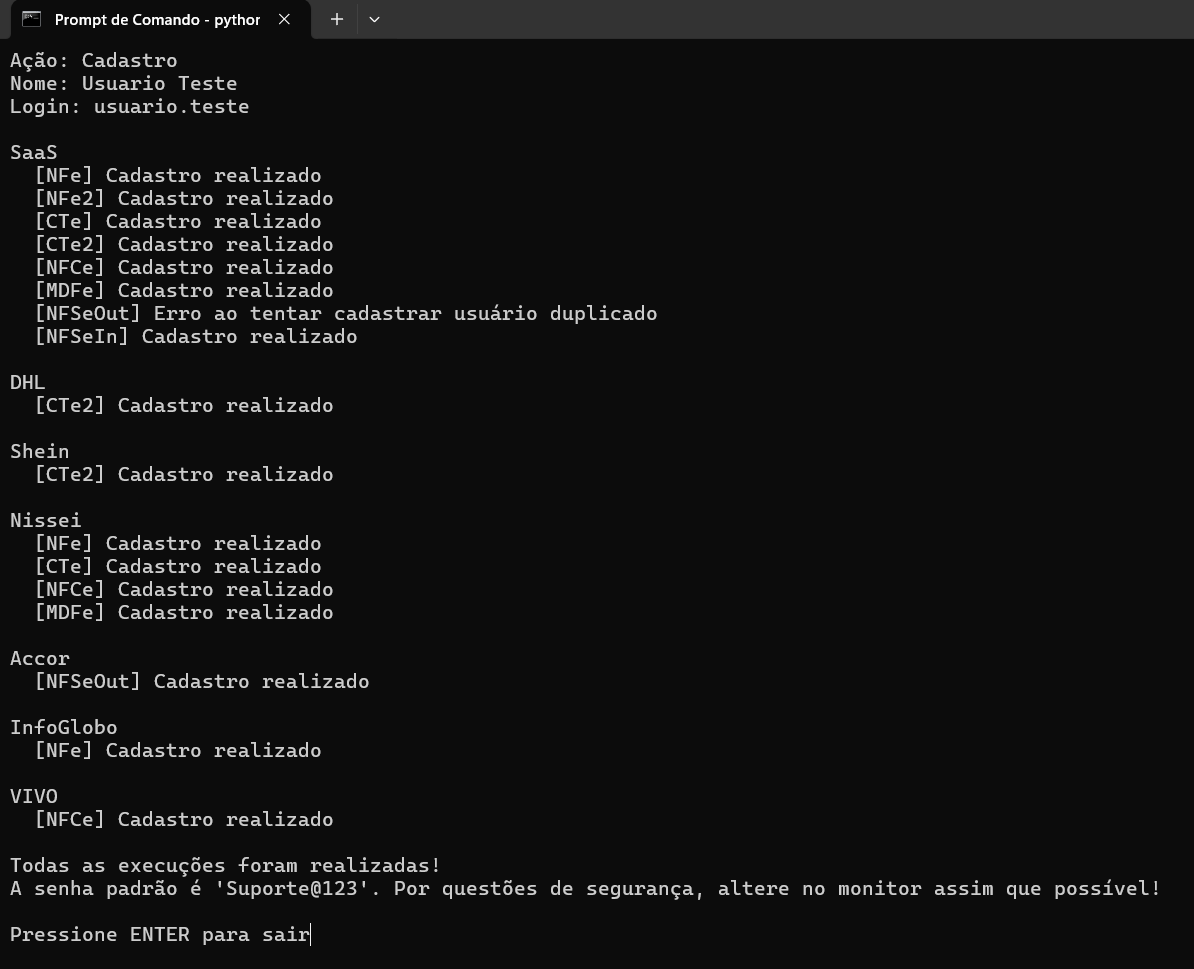 Prompt de Comando - python
Ação: Cadastro
Nome: Usuario Teste
Login: usuario.teste
SaaS
[NFe] Cadastro realizado
[NFe2] Cadastro realizado
[CTe] Cadastro realizado
[CTe2] Cadastro realizado
[NFCe] Cadastro realizado
[MDFe] Cadastro realizado
[NFSeOut] Erro ao tentar cadastrar usuário duplicado
[NFSeIn] Cadastro realizado
DHL
[CTe2] Cadastro realizado
Shein
[CTe2] Cadastro realizado
Nissei
[NFe] Cadastro realizado
[CTe] Cadastro realizado
[NFCe] Cadastro realizado
[MDFe] Cadastro realizado
Accor
[NFSeOut] Cadastro realizado
InfoGlobo
[NFe] Cadastro realizado
VIVO
[NFCe] Cadastro realizado
Todas as execuções foram realizadas!
A senha padrão é 'Suporte@123'. Por questões de segurança, altere no monitor assim que possível!
Pressione ENTER para sair